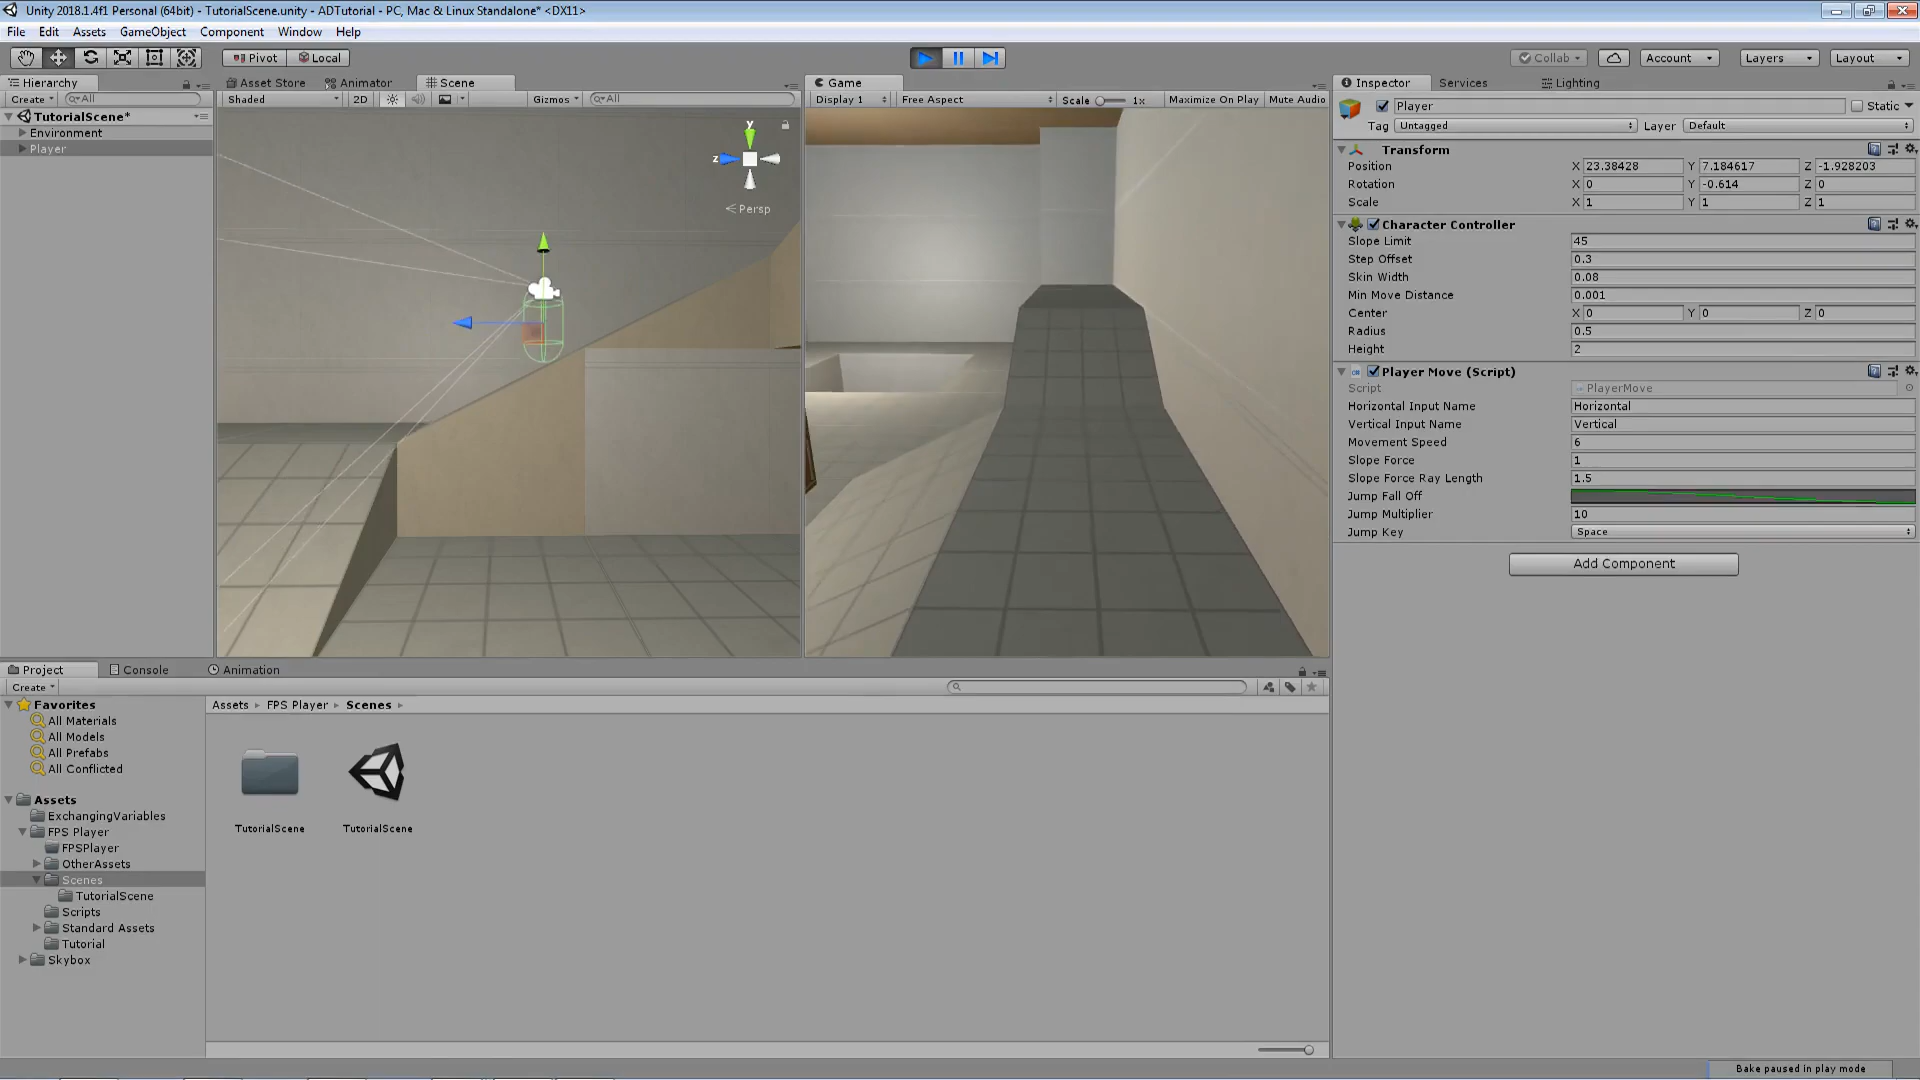 Unity 2018.1.4f1 Personal (64bit) - TutorialScene.unity - ADTutorial - PC, Mac & Linux Standalone* <DX11>
File Edit Assets GameObject Component Window Help
Pivot Local Collab Account Layers Layout
Hierarchy
Create All
TutorialScene*
Environment
Player
Asset Store Animator Scene
Shaded 2D Gizmos All
y
z
Persp
Game
Display 1 Free Aspect Scale 1x Maximize On Play Mute Audio
Inspector Services Lighting
Player Static
Tag Untagged Layer Default
Transform
Position X 23.38428 Y 7.184617 Z -1.928203
Rotation X 0 Y -0.614 Z 0
Scale X 1 Y 1 Z 1
Character Controller
Slope Limit 45
Step Offset 0.3
Skin Width 0.08
Min Move Distance 0.001
Center X 0 Y 0 Z 0
Radius 0.5
Height 2
Player Move (Script)
Script PlayerMove
Horizontal Input Name Horizontal
Vertical Input Name Vertical
Movement Speed 6
Slope Force 1
Slope Force Ray Length 1.5
Jump Fall Off
Jump Multiplier 10
Jump Key Space
Add Component
Project Console Animation
Create
Favorites
All Materials
All Models
All Prefabs
All Conflicted
Assets
ExchangingVariables
FPS Player
FPSPlayer
OtherAssets
Scenes
TutorialScene
Scripts
Standard Assets
Tutorial
Skybox
Assets FPS Player Scenes
TutorialScene TutorialScene
Bake paused in play mode